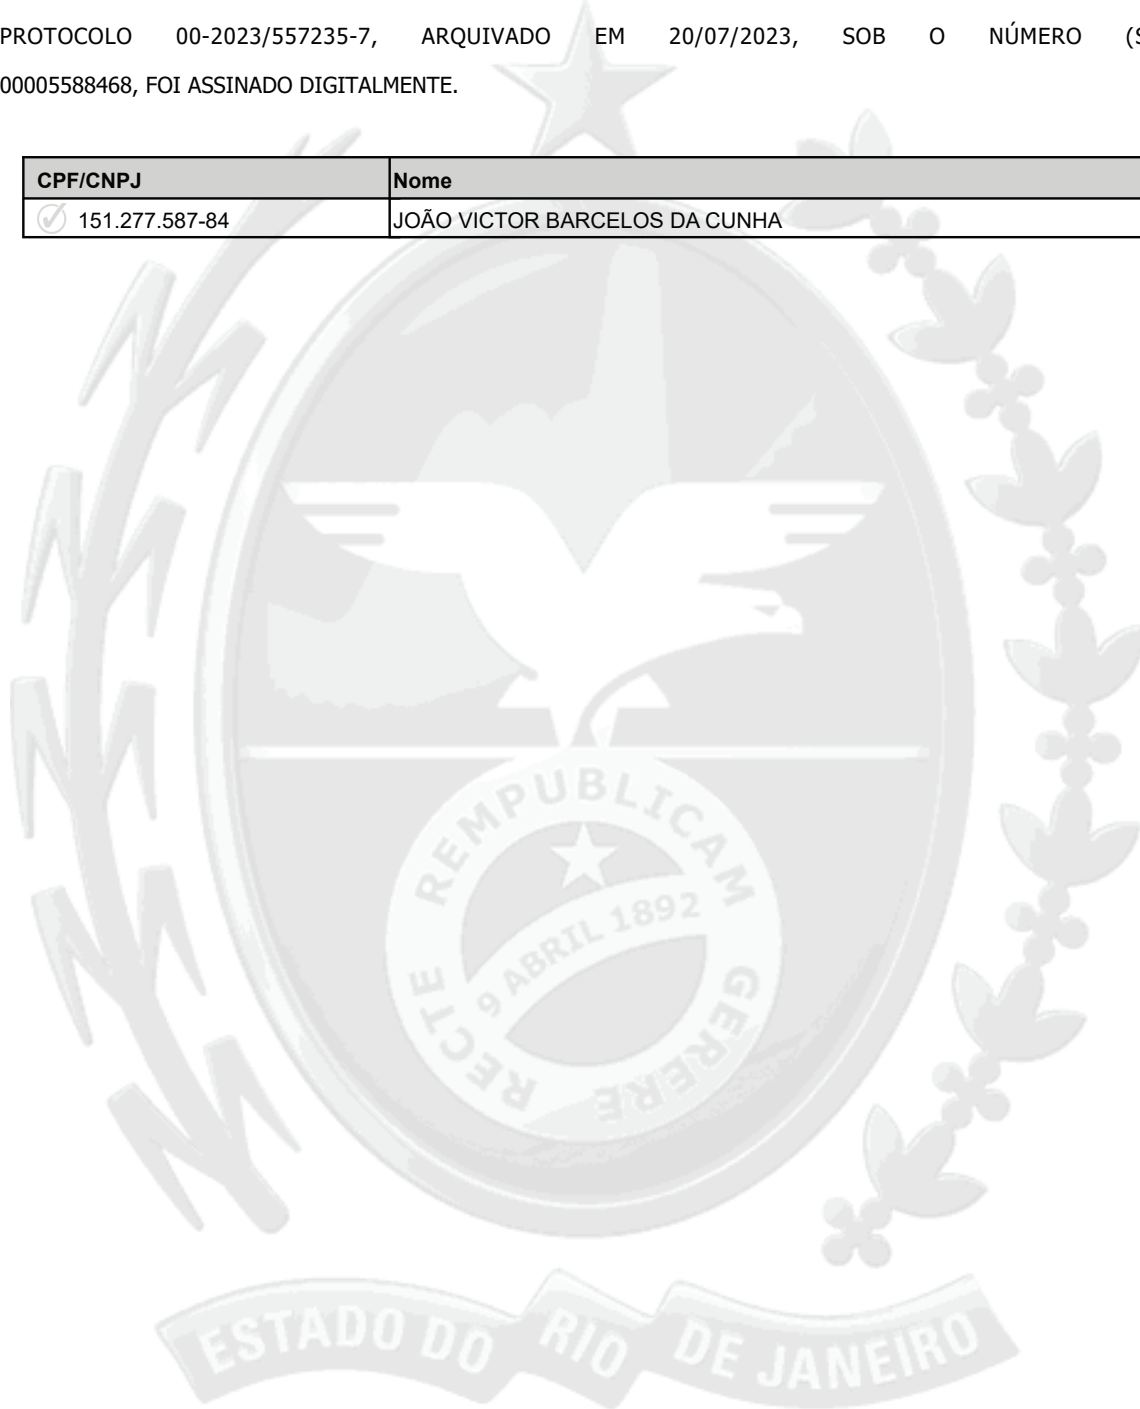 PROTOCOLO 00-2023/557235-7, ARQUIVADO EM 20/07/2023, SOB O NÚMERO (S
00005588468, FOI ASSINADO DIGITALMENTE.
CPF/CNPJ Nome
151.277.587-84 JOÃO VICTOR BARCELOS DA CUNHA
RECTE REMPUBLICAM GERERE
9 ABRIL 1892
ESTADO DO RIO DE JANEIRO